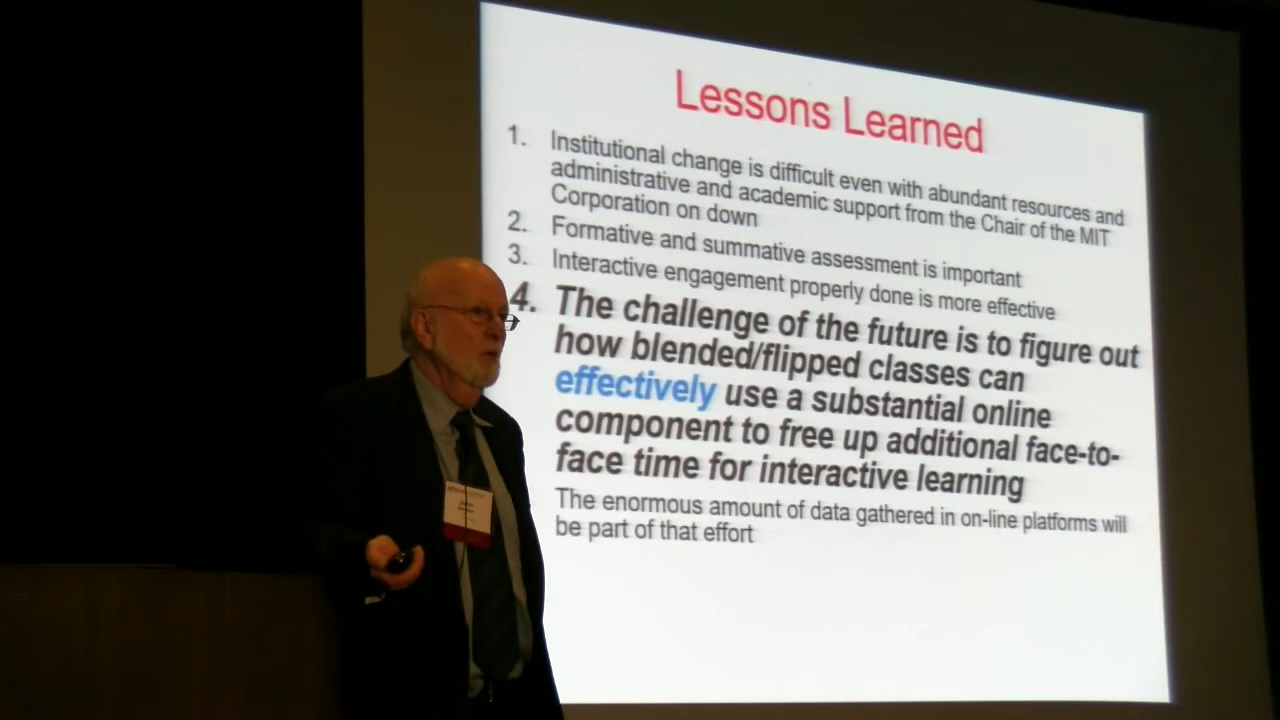 Lessons Learned
1. Institutional change is difficult even with abundant resources and
administrative and academic support from the Chair of the MIT
Corporation on down
2. Formative and summative assessment is important
3. Interactive engagement properly done is more effective
4. The challenge of the future is to figure out
how blended/flipped classes can
effectively use a substantial online
component to free up additional face-to-
face time for interactive learning
The enormous amount of data gathered in on-line platforms will
be part of that effort